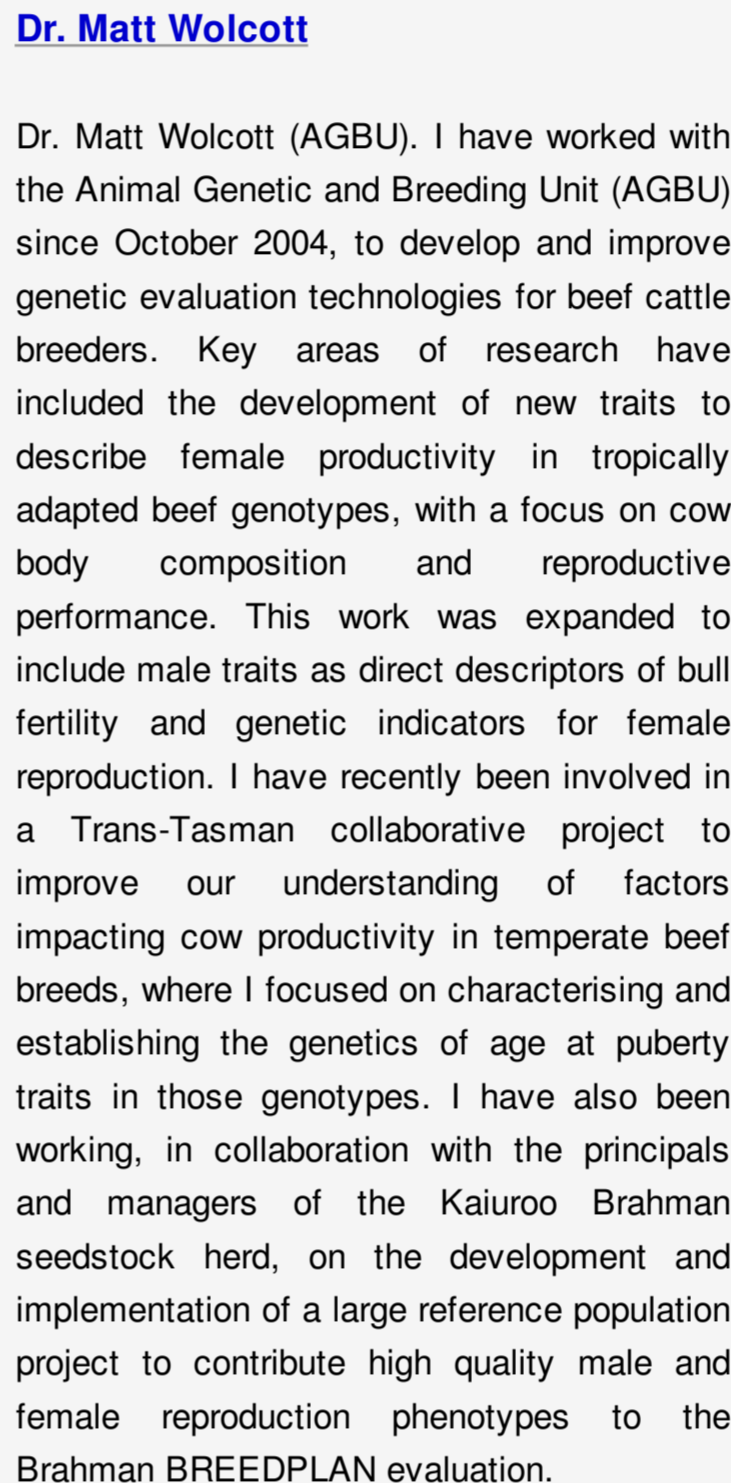 Dr. Matt Wolcott
Dr. Matt Wolcott (AGBU). I have worked with
the Animal Genetic and Breeding Unit (AGBU)
since October 2004, to develop and improve
genetic evaluation technologies for beef cattle
breeders. Key areas of research have
included the development of new traits to
describe female productivity in tropically
adapted beef genotypes, with a focus on cow
body composition and reproductive
performance. This work was expanded to
include male traits as direct descriptors of bull
fertility and genetic indicators for female
reproduction. I have recently been involved in
a Trans-Tasman collaborative project to
improve our understanding of factors
impacting cow productivity in temperate beef
breeds, where I focused on characterising and
establishing the genetics of age at puberty
traits in those genotypes. I have also been
working, in collaboration with the principals
and managers of the Kaiuroo Brahman
seedstock herd, on the development and
implementation of a large reference population
project to contribute high quality male and
female reproduction phenotypes to the
Brahman BREEDPLAN evaluation.